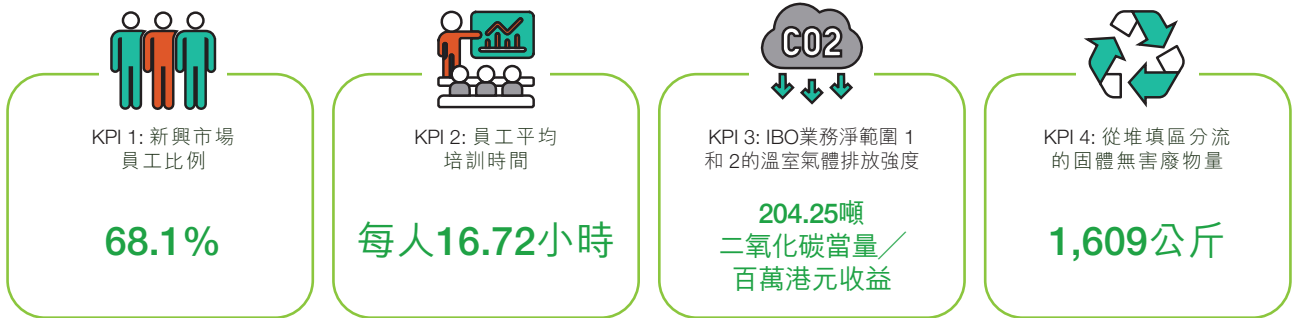 CO2
KPI 1: 新興市場
員工比例
68.1%
KPI 2: 員工平均
培訓時間
每人16.72小時
KPI 3: IBO業務淨範圍 1
和 2的溫室氣體排放強度
204.25噸
二氧化碳當量╱
百萬港元收益
KPI 4: 從堆填區分流
的固體無害廢物量
1,609公斤